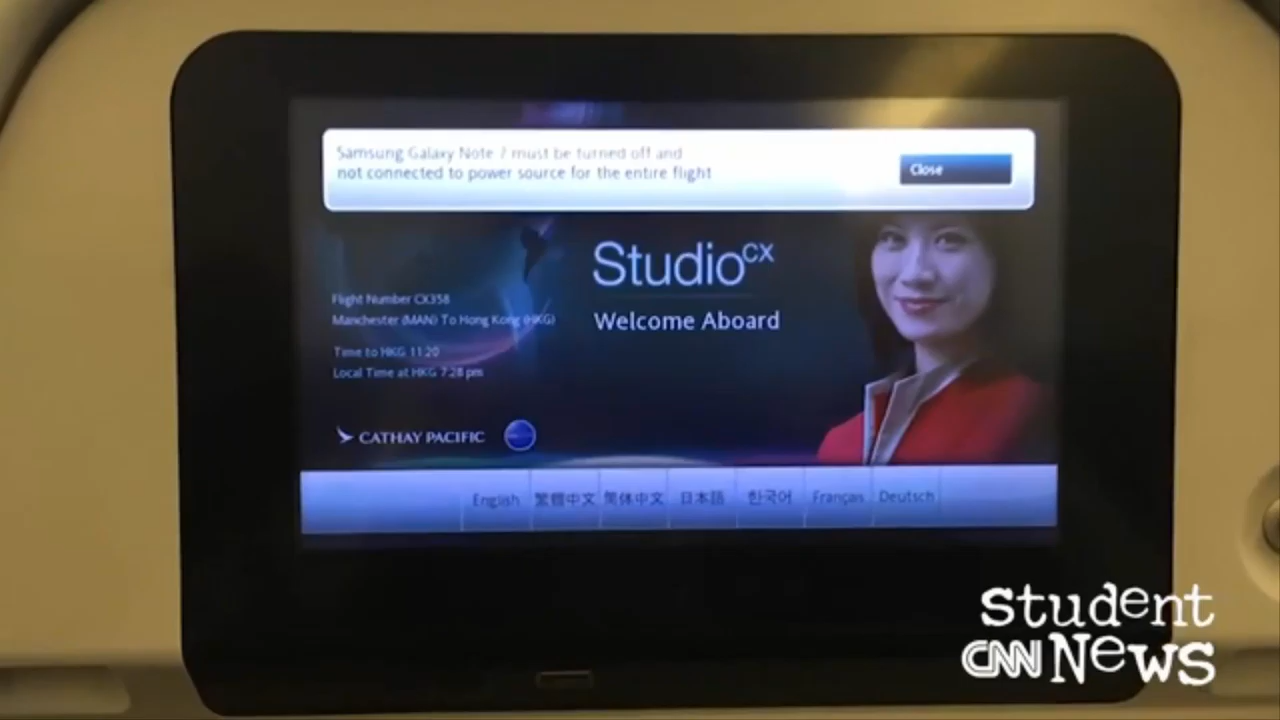 Samsung Galaxy Note 7 must be turned off and
not connected to power source for the entire flight
Close
Studio CX
Welcome Aboard
Flight Number CX358
Manchester (MAN) To Hong Kong (HKG)
Time to HKG 11:20
Local Time at HKG 7:28 pm
CATHAY PACIFIC
English 繁體中文 简体中文 日本語 한국어 Français Deutsch
Student
CNN News